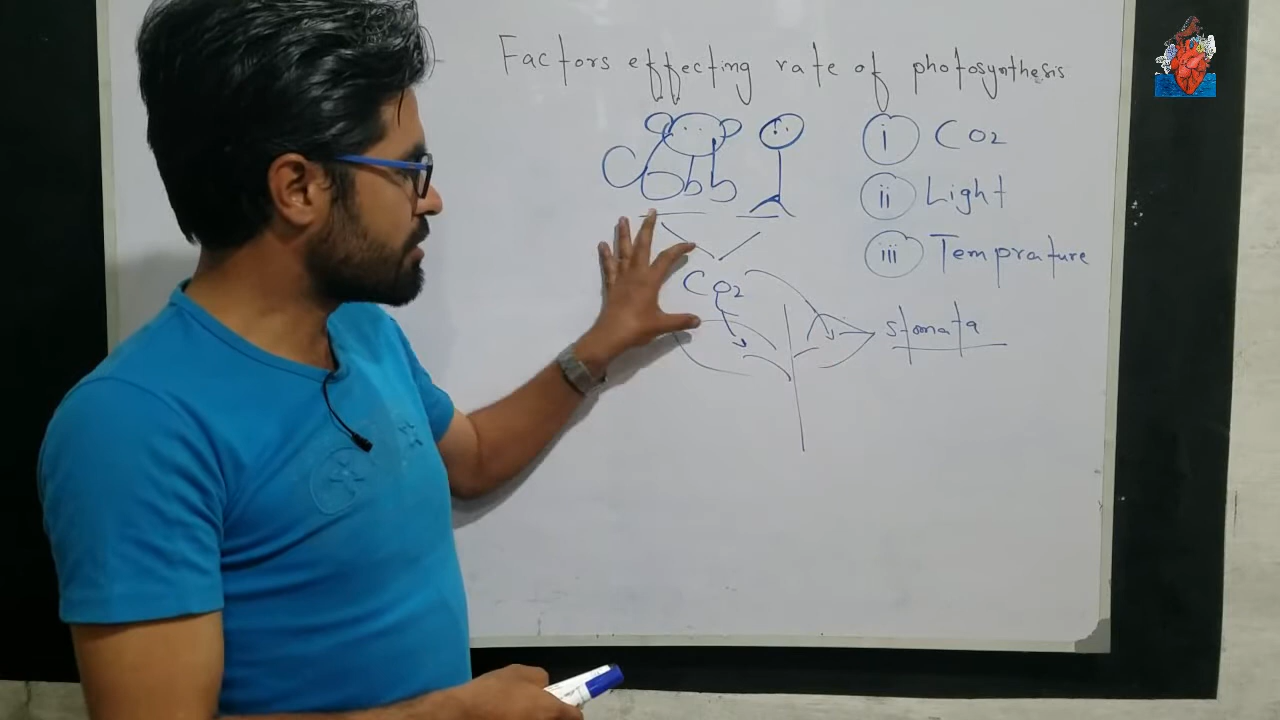 Factors effecting rate of photosynthesis
i CO2
ii Light
iii Temprature
CO2
stomata